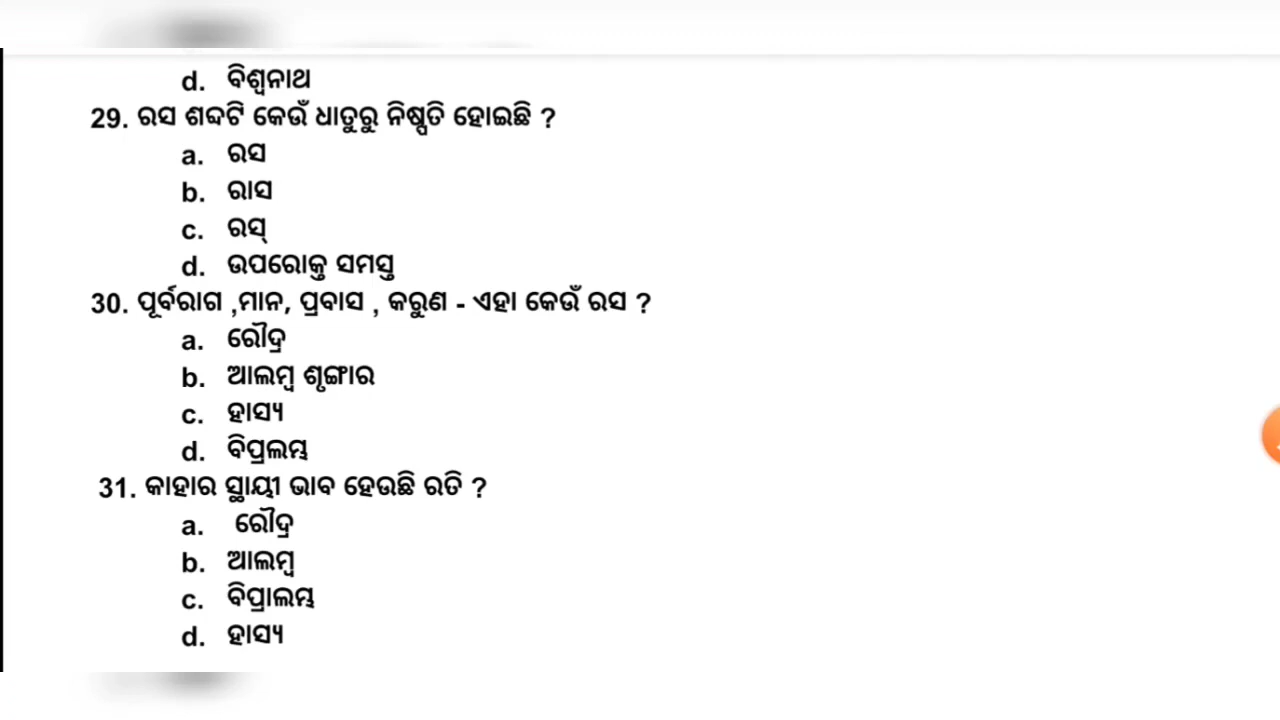 d. ବିଶ୍ୱନାଥ
29. ରସ ଶବ୍ଦଟି କେଉଁ ଧାତୁରୁ ନିଷ୍ପତି ହୋଇଛି ?
a. ରସ
b. ରାସ
c. ରସ୍
d. ଉପରୋକ୍ତ ସମସ୍ତ
30. ପୂର୍ବରାଗ ,ମାନ, ପ୍ରବାସ , କରୁଣ - ଏହା କେଉଁ ରସ ?
a. ରୌଦ୍ର
b. ଆଲମ୍ବ ଶୃଙ୍ଗାର
c. ହାସ୍ୟ
d. ବିପ୍ରଲମ୍ଭ
31. କାହାର ସ୍ଥାୟୀ ଭାବ ହେଉଛି ରତି ?
a. ରୌଦ୍ର
b. ଆଲମ୍ବ
c. ବିପ୍ରାଲମ୍ଭ
d. ହାସ୍ୟ